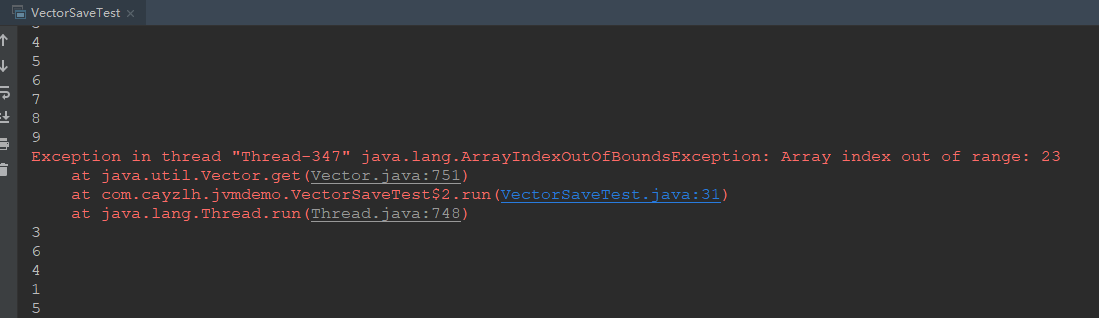 VectorSaveTest
4
5
6
7
8
9
Exception in thread "Thread-347" java.lang.ArrayIndexOutOfBoundsException: Array index out of range: 23
at java.util.Vector.get(Vector.java:751)
at com.cayzlh.jvmdemo.VectorSaveTest$2.run(VectorSaveTest.java:31)
at java.lang.Thread.run(Thread.java:748)
3
6
4
1
5